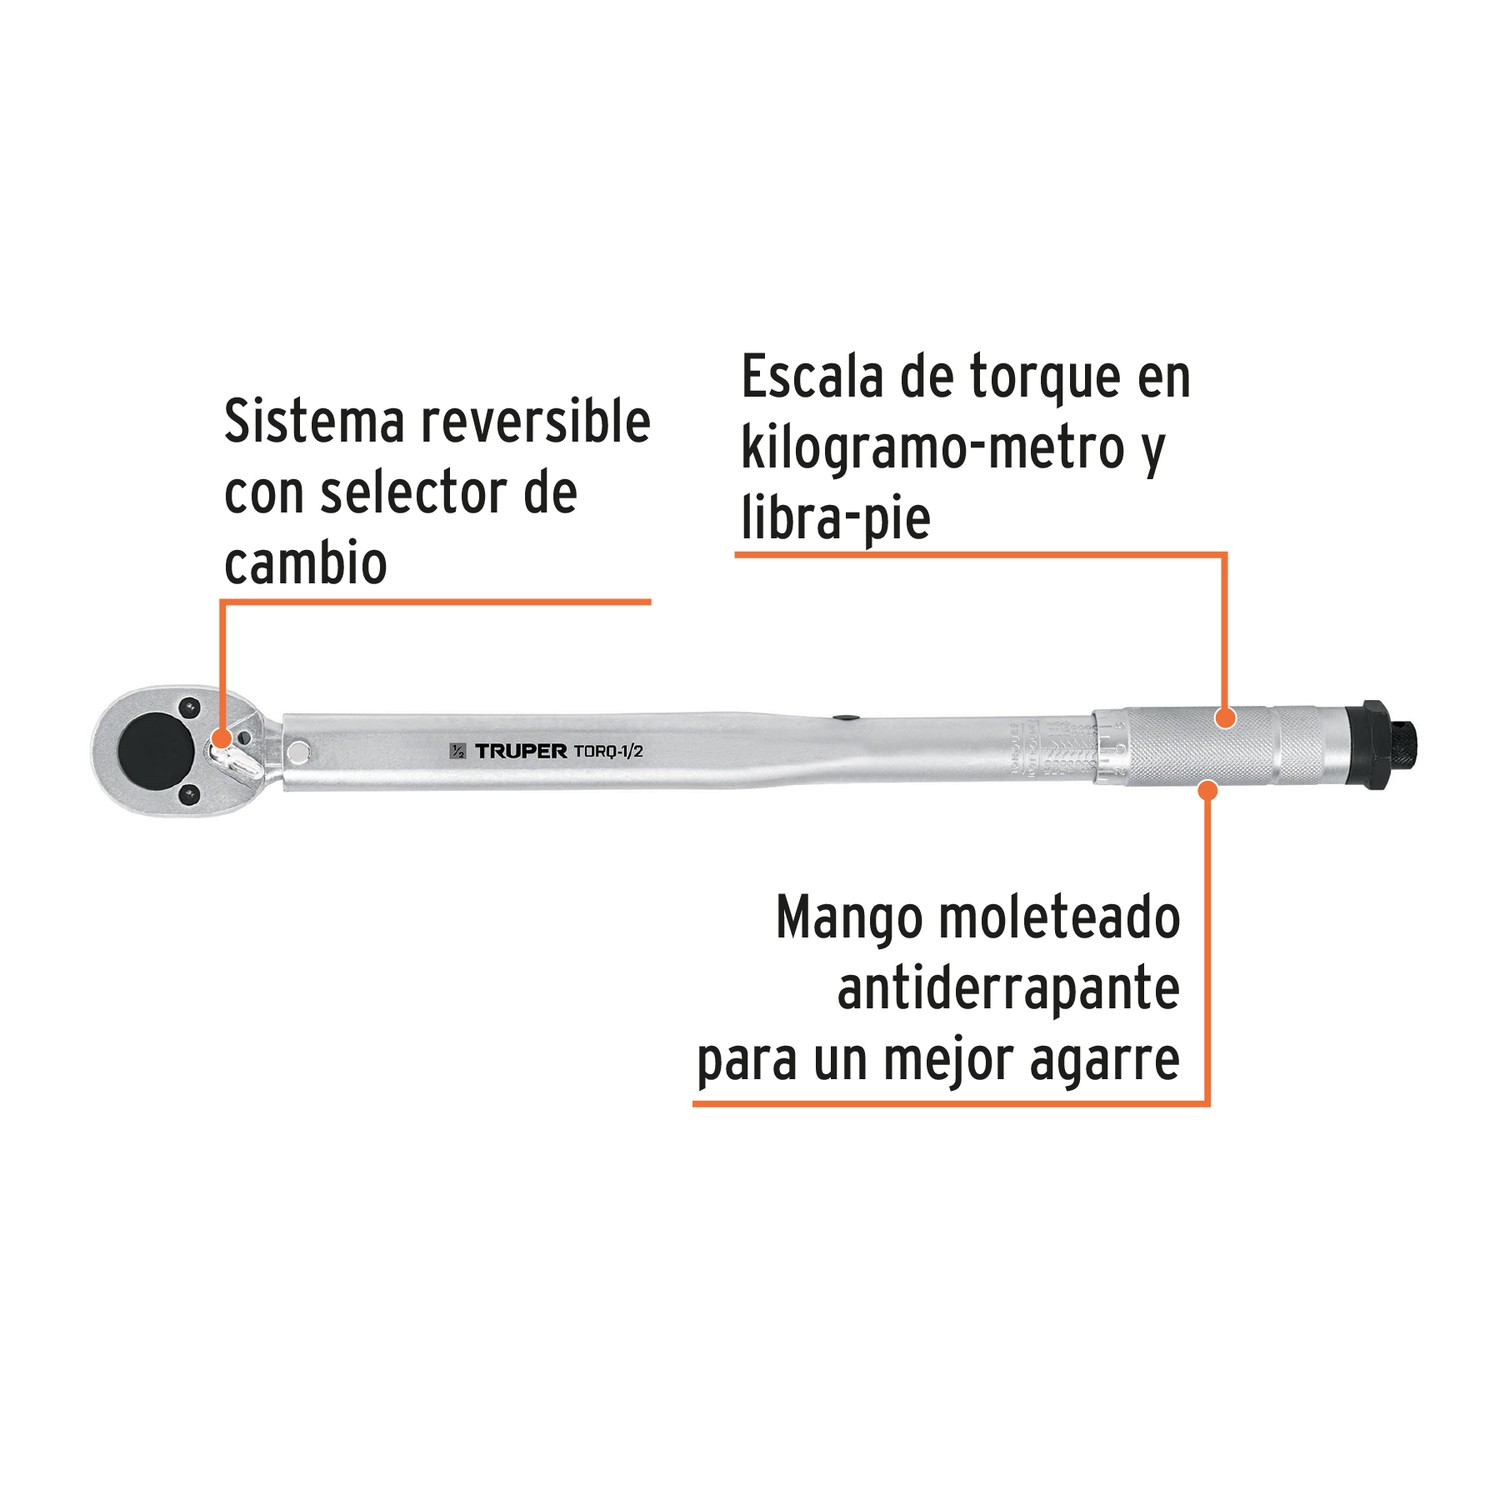 Escala de torque en
kilogramo-metro y
libra-pie
Sistema reversible
con selector de
cambio
1/2 TRUPER TORQ-1/2
Mango moleteado
antiderrapante
para un mejor agarre